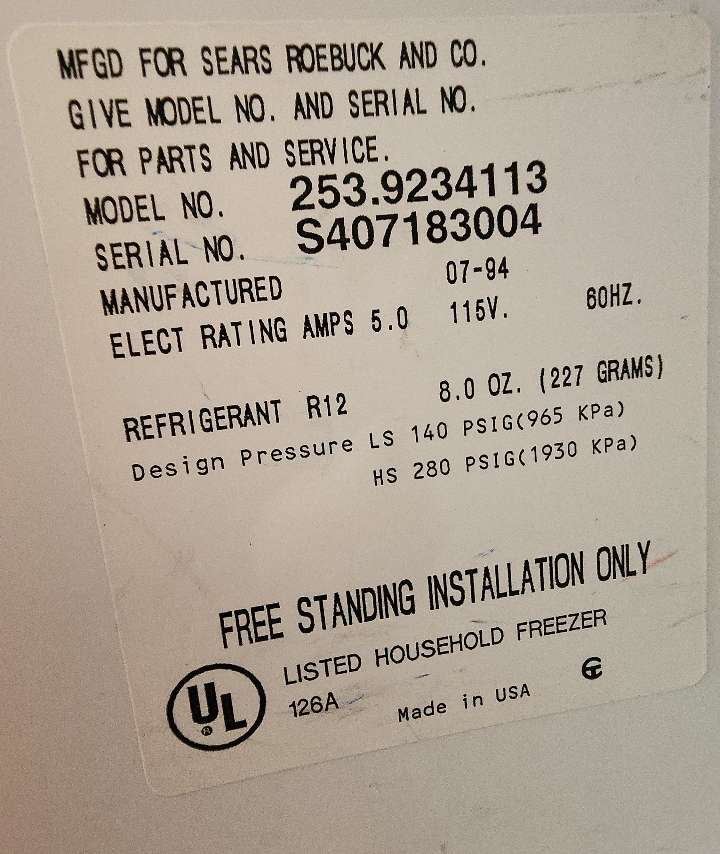 MFGD FOR SEARS ROEBUCK AND CO.
GIVE MODEL NO. AND SERIAL NO.
FOR PARTS AND SERVICE.
MODEL NO. 253.9234113
SERIAL NO. S407183004
MANUFACTURED 07-94
ELECT RATING AMPS 5.0 115V. 60HZ.
REFRIGERANT R12 8.0 OZ. (227 GRAMS)
Design Pressure LS 140 PSIG(965 KPa)
HS 280 PSIG(1930 KPa)
FREE STANDING INSTALLATION ONLY
UL ® LISTED HOUSEHOLD FREEZER
126A Made in USA